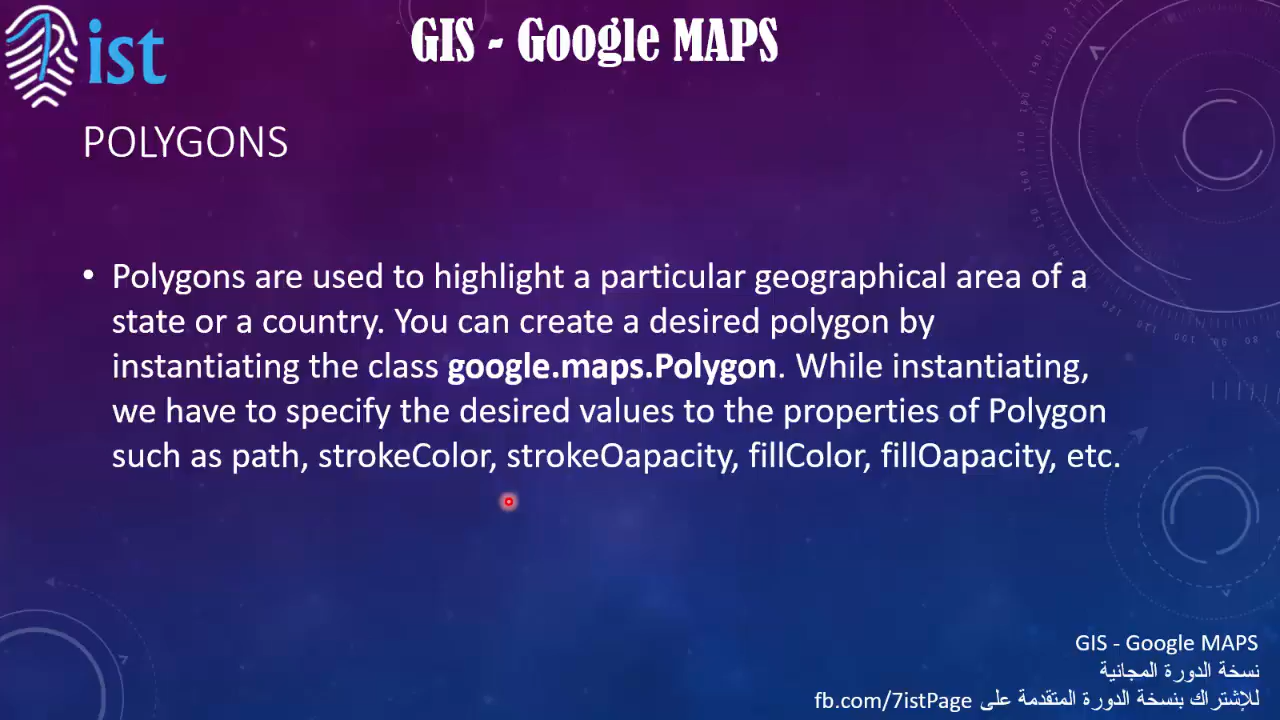 7ist
GIS - Google MAPS
POLYGONS
• Polygons are used to highlight a particular geographical area of a
state or a country. You can create a desired polygon by
instantiating the class google.maps.Polygon. While instantiating,
we have to specify the desired values to the properties of Polygon
such as path, strokeColor, strokeOapacity, fillColor, fillOapacity, etc.
GIS - Google MAPS
نسخة الدورة المجانية
للإشتراك بنسخة الدورة المتقدمة على fb.com/7istPage